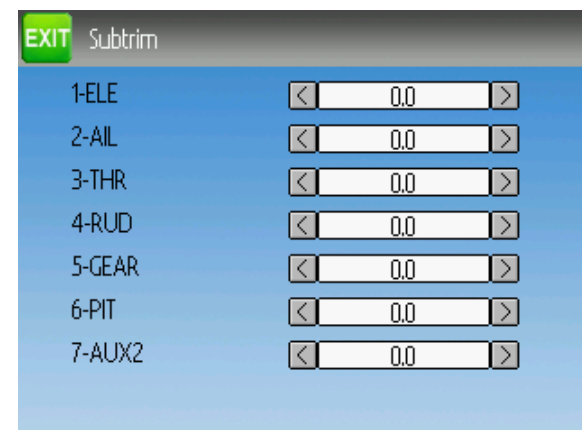 EXIT Subtrim
1-ELE < 0.0 >
2-AIL < 0.0 >
3-THR < 0.0 >
4-RUD < 0.0 >
5-GEAR < 0.0 >
6-PIT < 0.0 >
7-AUX2 < 0.0 >